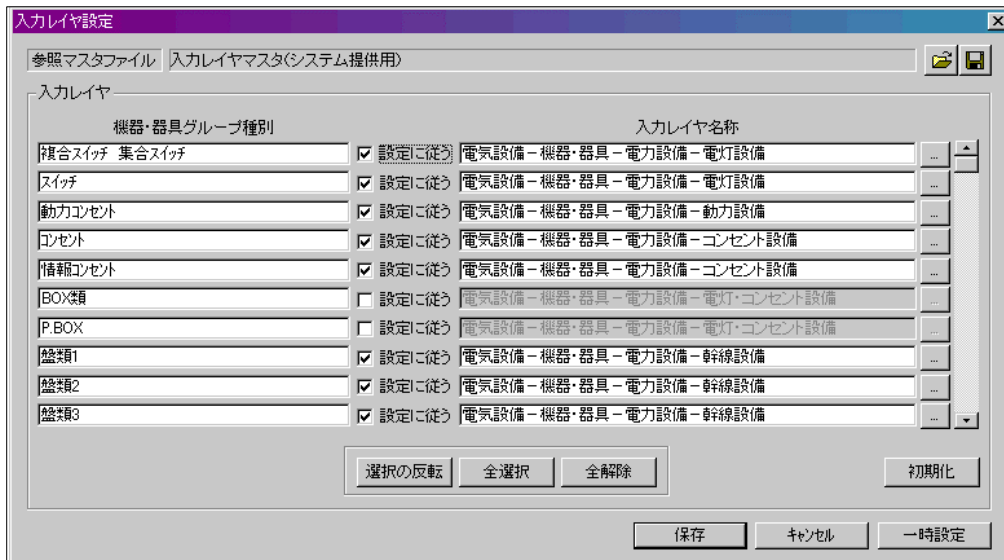 入力レイヤ設定
参照マスタファイル 入力レイヤマスタ(システム提供用)
入力レイヤ
機器・器具グループ種別 入力レイヤ名称
複合スイッチ 集合スイッチ 設定に従う 電気設備－機器・器具－電力設備－電灯設備 ...
スイッチ 設定に従う 電気設備－機器・器具－電力設備－電灯設備 ...
動力コンセント 設定に従う 電気設備－機器・器具－電力設備－動力設備 ...
コンセント 設定に従う 電気設備－機器・器具－電力設備－コンセント設備 ...
情報コンセント 設定に従う 電気設備－機器・器具－電力設備－コンセント設備 ...
BOX類 設定に従う 電気設備－機器・器具－電力設備－電灯・コンセント設備 ...
P.BOX 設定に従う 電気設備－機器・器具－電力設備－電灯・コンセント設備 ...
盤類1 設定に従う 電気設備－機器・器具－電力設備－幹線設備 ...
盤類2 設定に従う 電気設備－機器・器具－電力設備－幹線設備 ...
盤類3 設定に従う 電気設備－機器・器具－電力設備－幹線設備 ...
選択の反転 全選択 全解除 初期化
保存 キャンセル 一時設定